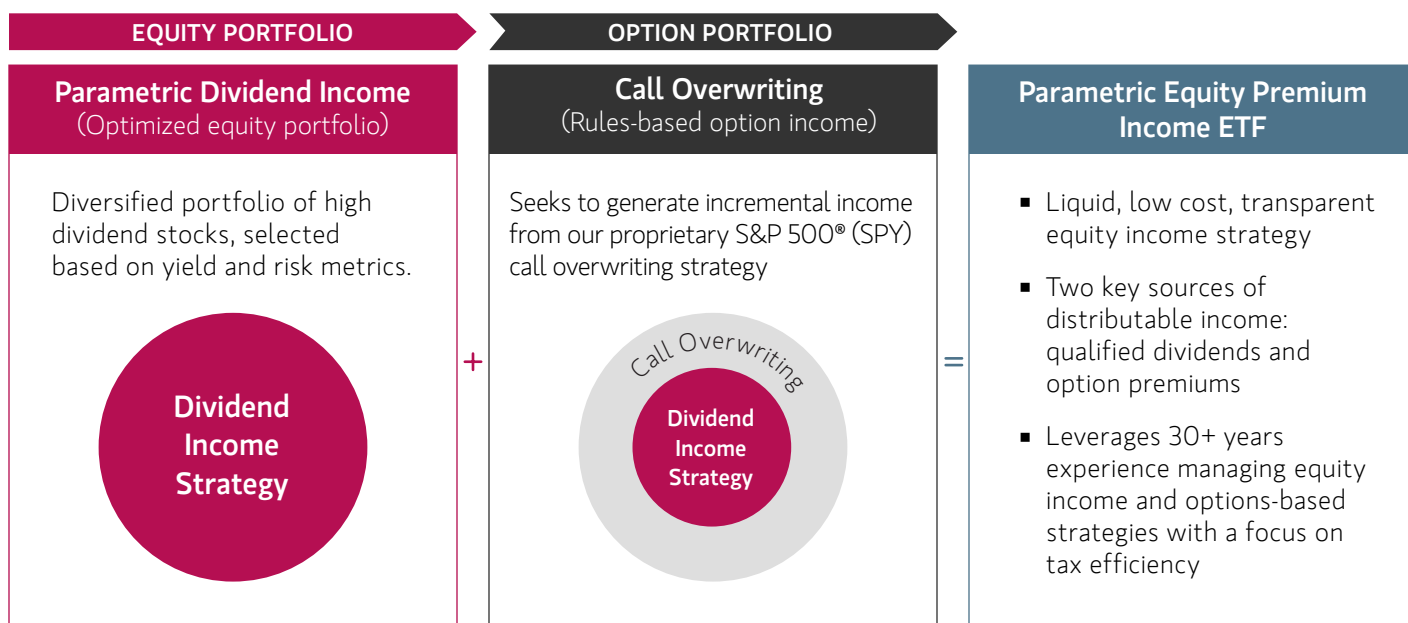 EQUITY PORTFOLIO
OPTION PORTFOLIO
Parametric Dividend Income
(Optimized equity portfolio)
Diversified portfolio of high
dividend stocks, selected
based on yield and risk metrics.
Dividend
Income
Strategy
+
Call Overwriting
(Rules-based option income)
Seeks to generate incremental income
from our proprietary S&P 500® (SPY)
call overwriting strategy
Call Overwriting
Dividend
Income
Strategy
=
Parametric Equity Premium
Income ETF
▪ Liquid, low cost, transparent
equity income strategy
▪ Two key sources of
distributable income:
qualified dividends and
option premiums
▪ Leverages 30+ years
experience managing equity
income and options-based
strategies with a focus on
tax efficiency